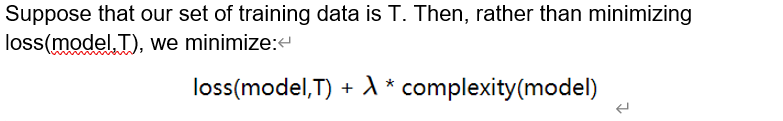 Suppose that our set of training data is T. Then, rather than minimizing
loss(model,T), we minimize:↵
loss(model,T) + λ * complexity(model)
↵